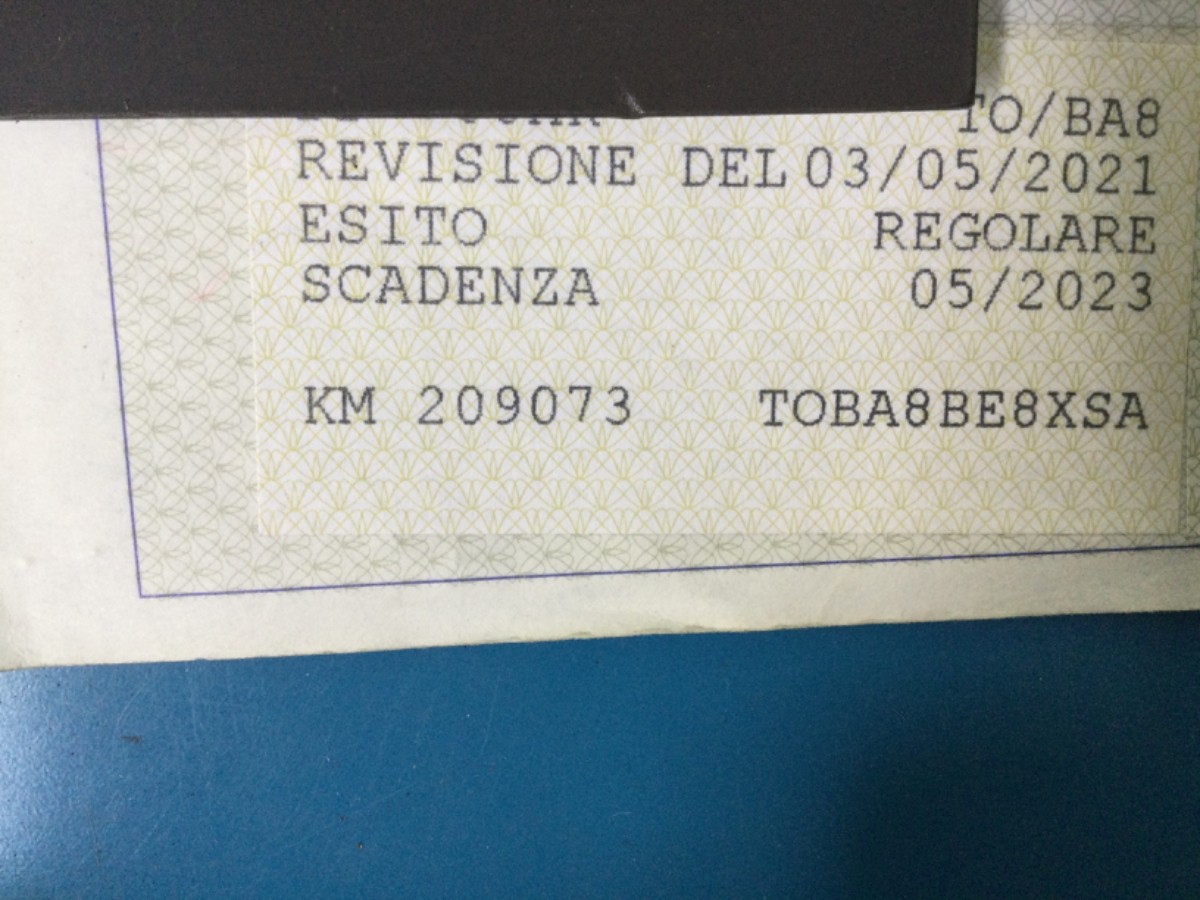 TO/BA8
REVISIONE DEL 03/05/2021
ESITO REGOLARE
SCADENZA 05/2023
KM 209073 TOBA8BE8XSA